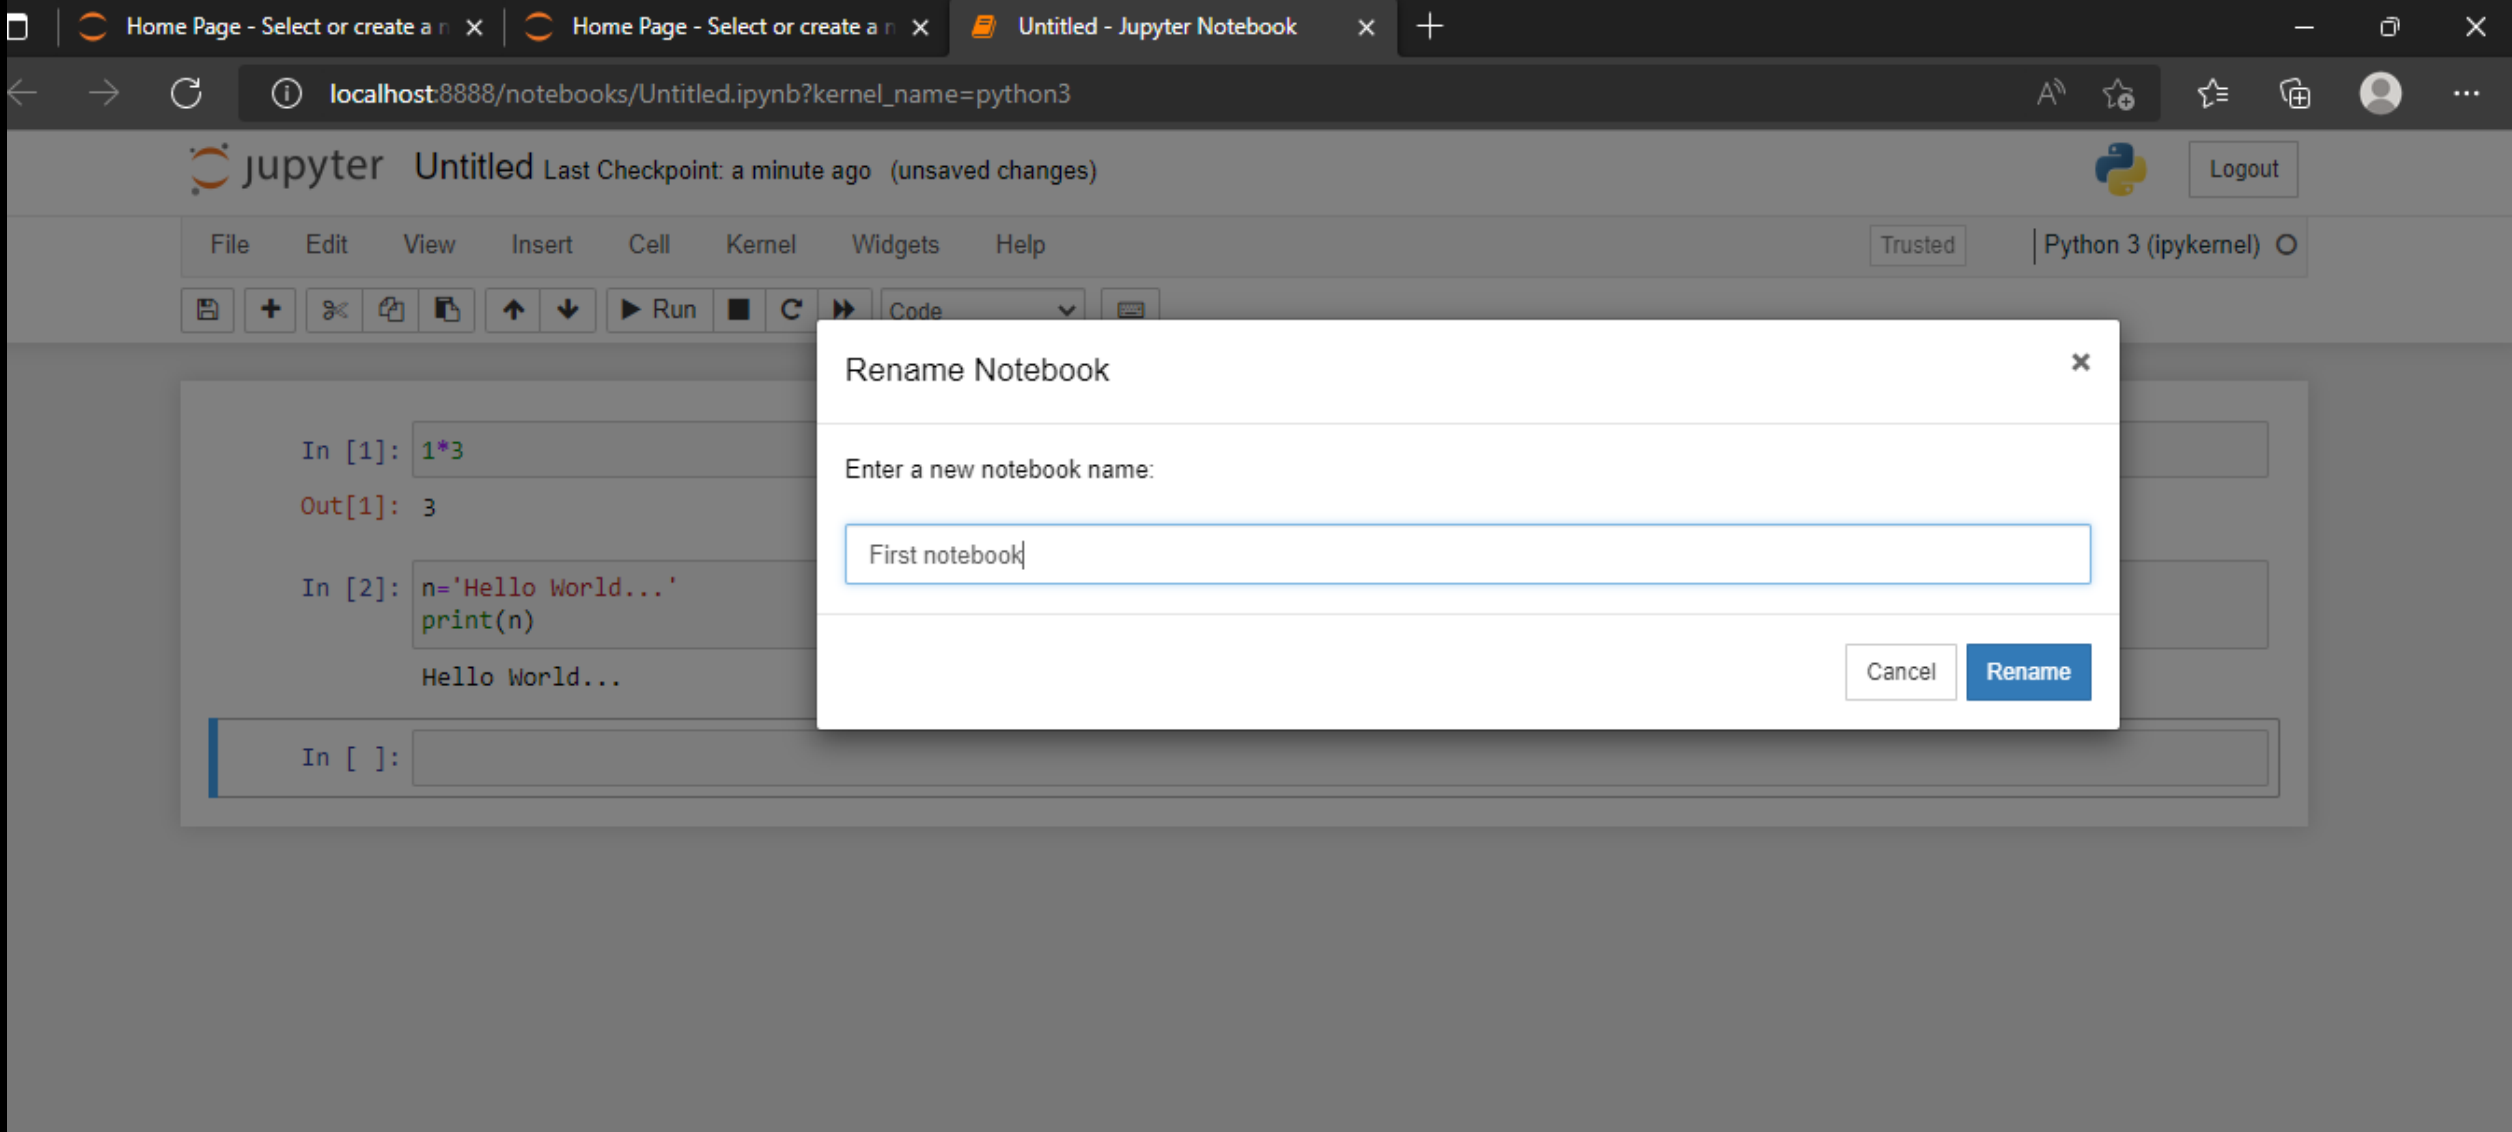 Home Page - Select or create a n
Home Page - Select or create a n
Untitled - Jupyter Notebook
localhost:8888/notebooks/Untitled.ipynb?kernel_name=python3
jupyter Untitled Last Checkpoint: a minute ago (unsaved changes)
Logout
File Edit View Insert Cell Kernel Widgets Help
Trusted
Python 3 (ipykernel)
Run
Code
Rename Notebook
Enter a new notebook name:
First notebook
Cancel
Rename
In [1]: 1*3
Out[1]: 3
In [2]: n='Hello World...'
print(n)
Hello World...
In [ ]: